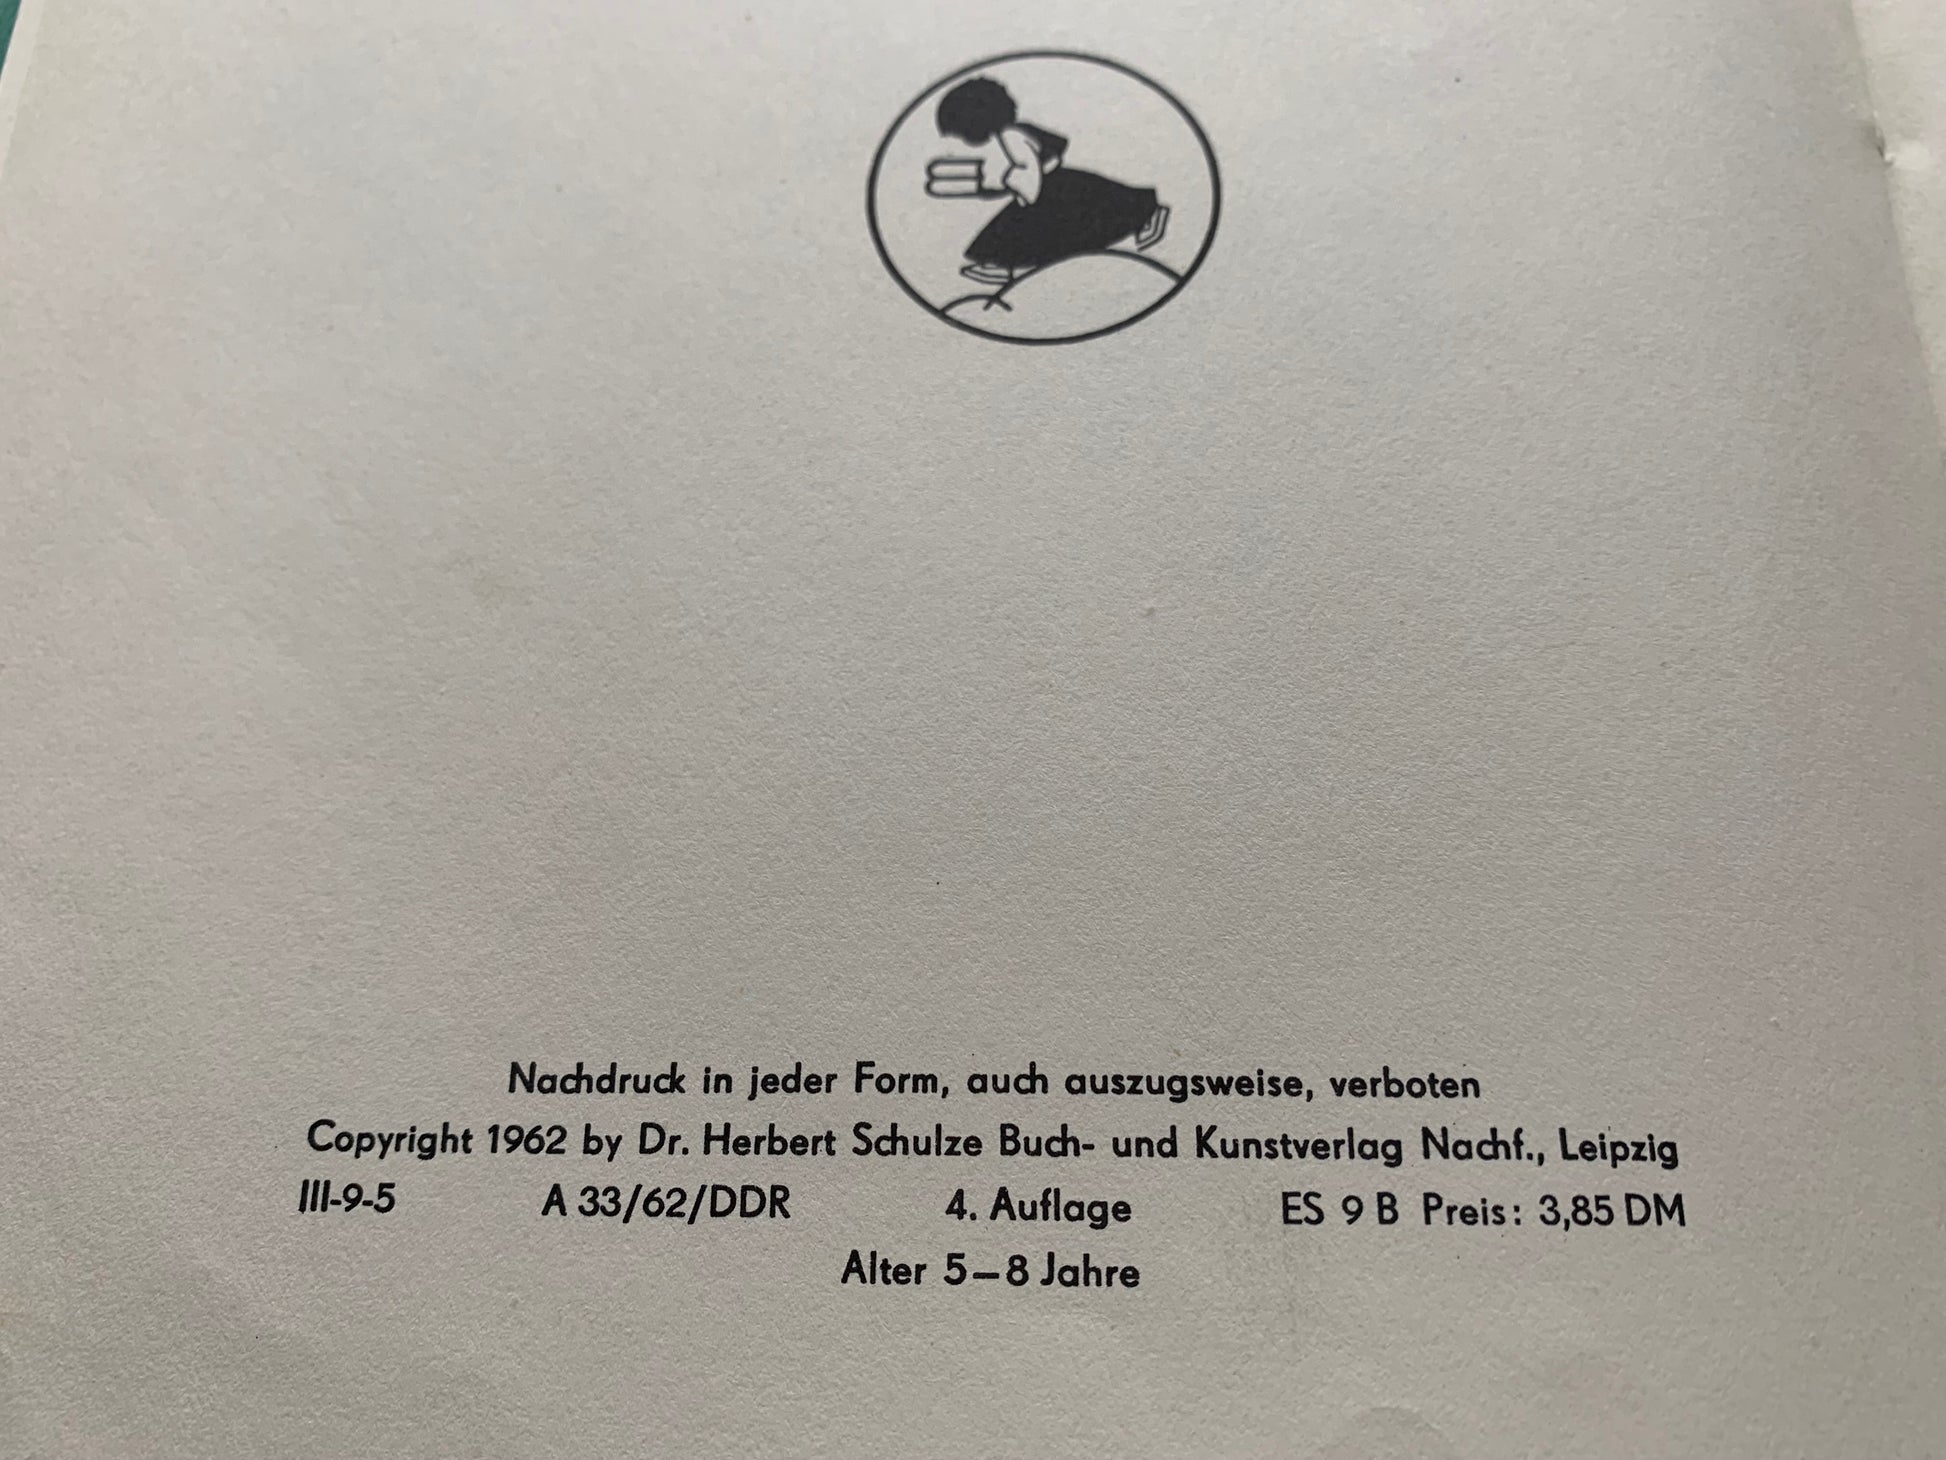 Nachdruck in jeder Form, auch auszugsweise, verboten
Copyright 1962 by Dr. Herbert Schulze Buch- und Kunstverlag Nachf., Leipzig
III-9-5 A 33/62/DDR 4. Auflage ES 9 B Preis: 3,85 DM
Alter 5–8 Jahre